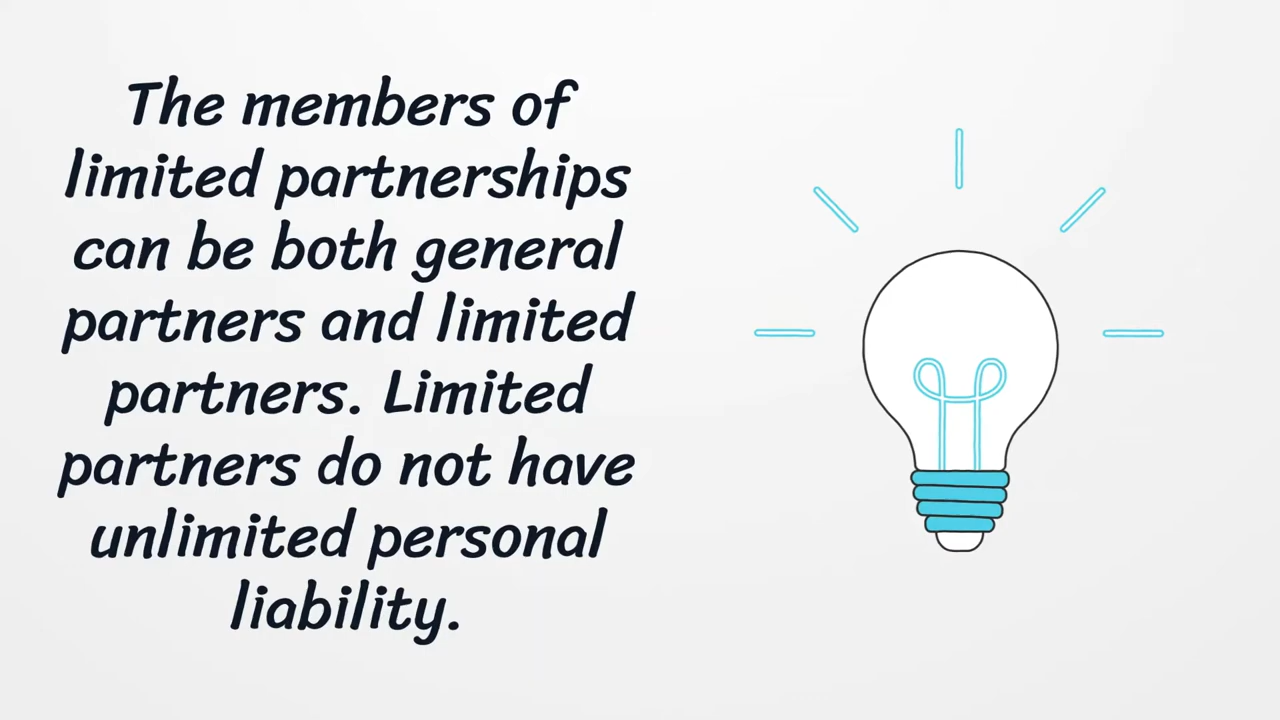 The members of
limited partnerships
can be both general
partners and limited
partners. Limited
partners do not have
unlimited personal
liability.